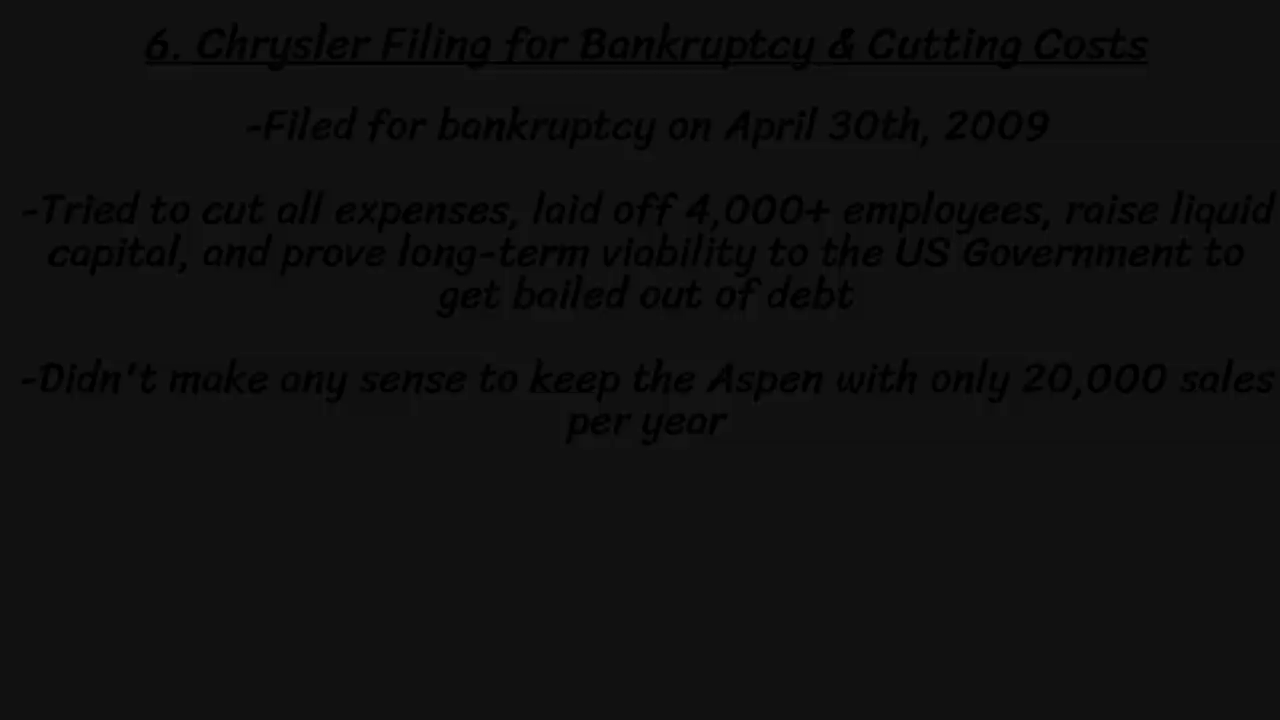 6. Chrysler Filing for Bankruptcy & Cutting Costs
-Filed for bankruptcy on April 30th, 2009
-Tried to cut all expenses, laid off 4,000+ employees, raise liquid
capital, and prove long-term viability to the US Government to
get bailed out of debt
-Didn't make any sense to keep the Aspen with only 20,000 sales
per year